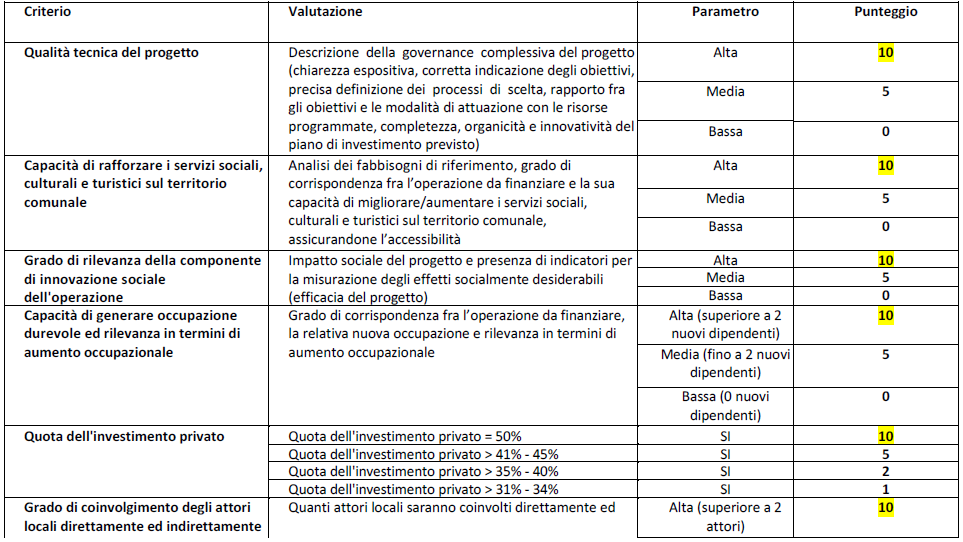 Criterio Valutazione Parametro Punteggio
Qualità tecnica del progetto
Descrizione della governance complessiva del progetto
(chiarezza espositiva, corretta indicazione degli obiettivi,
precisa definizione dei processi di scelta, rapporto fra
gli obiettivi e le modalità di attuazione con le risorse
programmate, completezza, organicità e innovatività del
piano di investimento previsto)
Alta 10
Media 5
Bassa 0
Capacità di rafforzare i servizi sociali,
culturali e turistici sul territorio
comunale
Analisi dei fabbisogni di riferimento, grado di
corrispondenza fra l’operazione da finanziare e la sua
capacità di migliorare/aumentare i servizi sociali,
culturali e turistici sul territorio comunale,
assicurandone l’accessibilità
Alta 10
Media 5
Bassa 0
Grado di rilevanza della componente
di innovazione sociale
dell'operazione
Impatto sociale del progetto e presenza di indicatori per
la misurazione degli effetti socialmente desiderabili
(efficacia del progetto)
Alta 10
Media 5
Bassa 0
Capacità di generare occupazione
durevole ed rilevanza in termini di
aumento occupazionale
Grado di corrispondenza fra l’operazione da finanziare,
la relativa nuova occupazione e rilevanza in termini di
aumento occupazionale
Alta (superiore a 2 10
nuovi dipendenti)
Media (fino a 2 nuovi 5
dipendenti)
Bassa (0 nuovi 0
dipendenti)
Quota dell'investimento privato
Quota dell'investimento privato = 50% SI 10
Quota dell'investimento privato > 41% - 45% SI 5
Quota dell'investimento privato > 35% - 40% SI 2
Quota dell'investimento privato > 31% - 34% SI 1
Grado di coinvolgimento degli attori
locali direttamente ed indirettamente
Quanti attori locali saranno coinvolti direttamente ed
Alta (superiore a 2 10
attori)